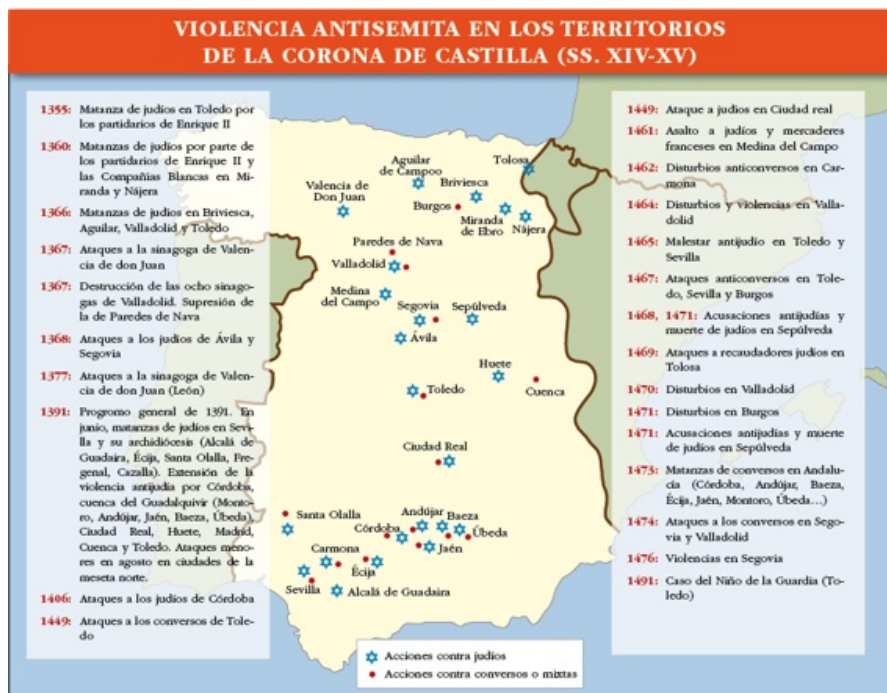 VIOLENCIA ANTISEMITA EN LOS TERRITORIOS
DE LA CORONA DE CASTILLA (SS. XIV-XV)
1355: Matanza de judíos en Toledo por
los partidarios de Enrique II
1360: Matanzas de judíos por parte de
los partidarios de Enrique II y
las Compañias Blancas en Mi-
randa y Nájera
1366: Matanzas de judíos en Briviesca,
Aguilar, Valladolid y Toledo
1367: Ataques a la sinagoga de Valen-
cia de don Juan
1367: Destrucción de las ocho sinago-
gas de Valladolid. Supresión de
la de Paredes de Nava
1368: Ataques a los judíos de Ávila y
Segovia
1377: Ataques a la sinagoga de Valen-
cia de don Juan (León)
1391: Progromo general de 1391. En
junio, matanzas de judíos en Sevi-
lla y su archidiócesis (Alcalá de
Guadaira, Écija, Santa Olalla, Fre-
genal, Cazalla). Extensión de la
violencia antijudía por Córdoba,
cuenca del Guadalquivir (Monto-
ro, Andújar, Jaén, Baeza, Úbeda),
Ciudad Real, Huete, Madrid,
Cuenca y Toledo. Ataques meno-
res en agosto en ciudades de la
meseta norte.
1406: Ataques a los judíos de Córdoba
1449: Ataques a los conversos de Tole-
do
Aguilar
de Campoo
Tolosa
Valencia de
Don Juan
Briviesca
Burgos
Miranda
de Ebro
Nájera
Paredes de Nava
Valladolid
Medina
del Campo
Segovia
Sepúlveda
Ávila
Huete
Toledo
Cuenca
Ciudad Real
Santa Olalla
Andújar
Baeza
Córdoba
Úbeda
Jaén
Carmona
Écija
Sevilla
Alcalá de Guadaira
Acciones contra judíos
Acciones contra conversos o mixtas
1449: Ataque a judíos en Ciudad real
1461: Asalto a judíos y mercaderes
franceses en Medina del Campo
1462: Disturbios anticonversos en Car-
mona
1464: Disturbios y violencias en Valla-
dolid
1465: Malestar antijudío en Toledo y
Sevilla
1467: Ataques anticonversos en Tole-
do, Sevilla y Burgos
1468, 1471: Acusaciones antijudías y
muerte de judíos en Sepúlveda
1469: Ataques a recaudadores judíos en
Tolosa
1470: Disturbios en Valladolid
1471: Disturbios en Burgos
1471: Acusaciones antijudías y muerte
de judíos en Sepúlveda
1473: Matanzas de conversos en Andalu-
cía (Córdoba, Andújar, Baeza,
Écija, Jaén, Montoro, Úbeda...)
1474: Ataques a los conversos en Sego-
via y Valladolid
1476: Violencias en Segovia
1491: Caso del Niño de la Guardia (To-
ledo)